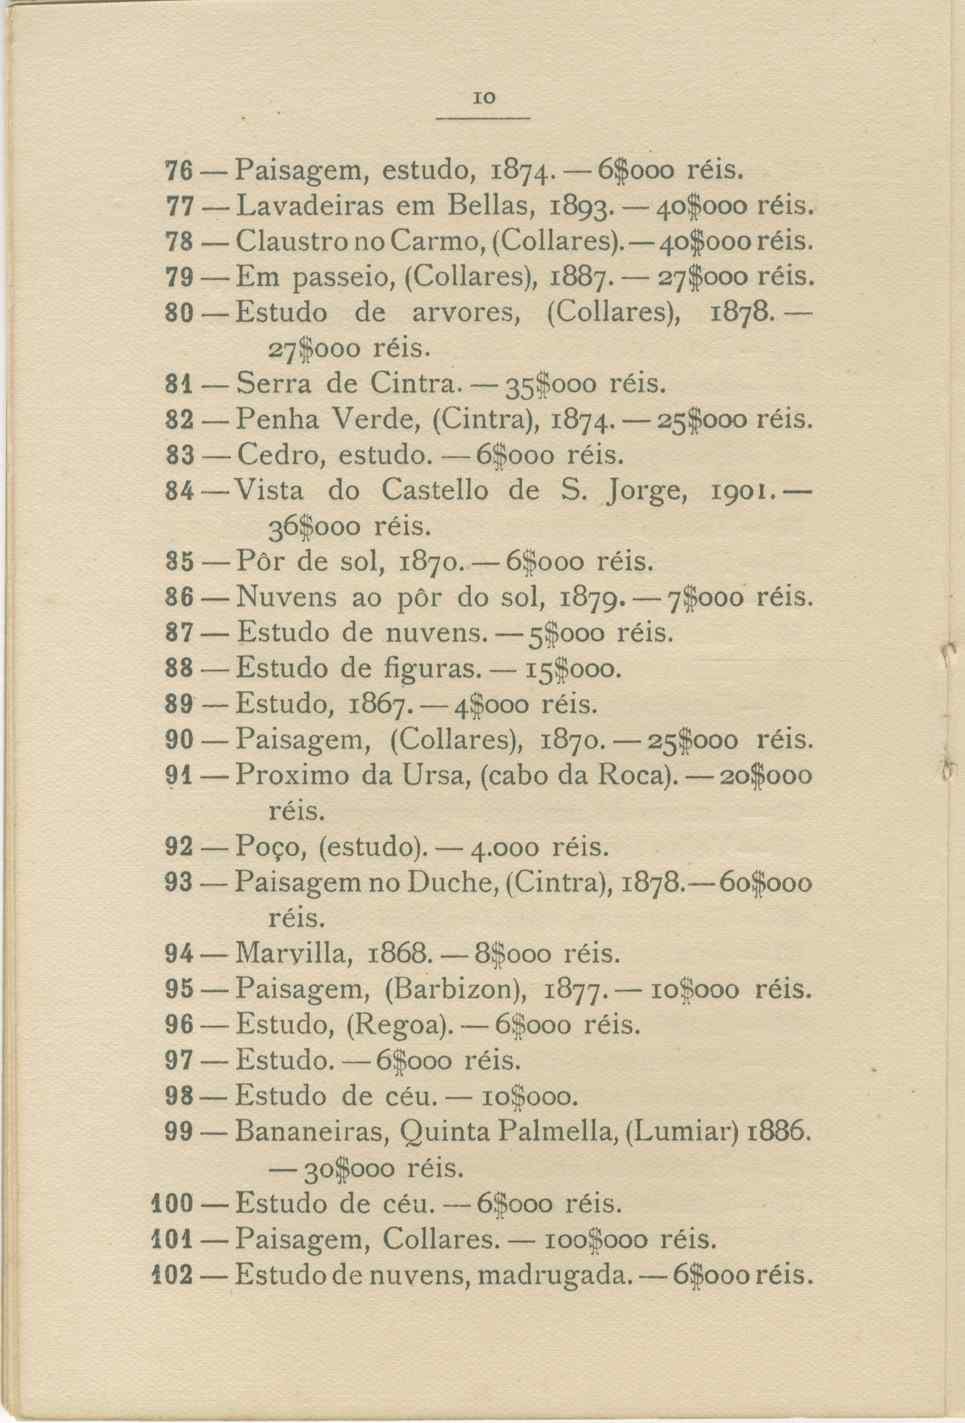 10
76 — Paisagem, estudo, 1874. — 6$000 réis.
77 — Lavadeiras em Bellas, 1893. — 40$000 réis.
78 — Claustro no Carmo, (Collares). — 40$000 réis.
79 — Em passeio, (Collares), 1887. — 27$000 réis.
80 — Estudo de arvores, (Collares), 1878. —
27$000 réis.
81 — Serra de Cintra. — 35$000 réis.
82 — Penha Verde, (Cintra), 1874. — 25$000 réis.
83 — Cedro, estudo. — 6$000 réis.
84 — Vista do Castello de S. Jorge, 1901. —
36$000 réis.
85 — Pôr de sol, 1870. — 6$000 réis.
86 — Nuvens ao pôr do sol, 1879. — 7$000 réis.
87 — Estudo de nuvens. — 5$000 réis.
88 — Estudo de figuras. — 15$000.
89 — Estudo, 1867. — 4$000 réis.
90 — Paisagem, (Collares), 1870. — 25$000 réis.
91 — Proximo da Ursa, (cabo da Roca). — 20$000
réis.
92 — Poço, (estudo). — 4.000 réis.
93 — Paisagem no Duche, (Cintra), 1878. — 60$000
réis.
94 — Marvilla, 1868. — 8$000 réis.
95 — Paisagem, (Barbizon), 1877. — 10$000 réis.
96 — Estudo, (Regoa). — 6$000 réis.
97 — Estudo. — 6$000 réis.
98 — Estudo de céu. — 10$000.
99 — Bananeiras, Quinta Palmella, (Lumiar) 1886.
— 30$000 réis.
100 — Estudo de céu. — 6$000 réis.
101 — Paisagem, Collares. — 100$000 réis.
102 — Estudo de nuvens, madrugada. — 6$000 réis.